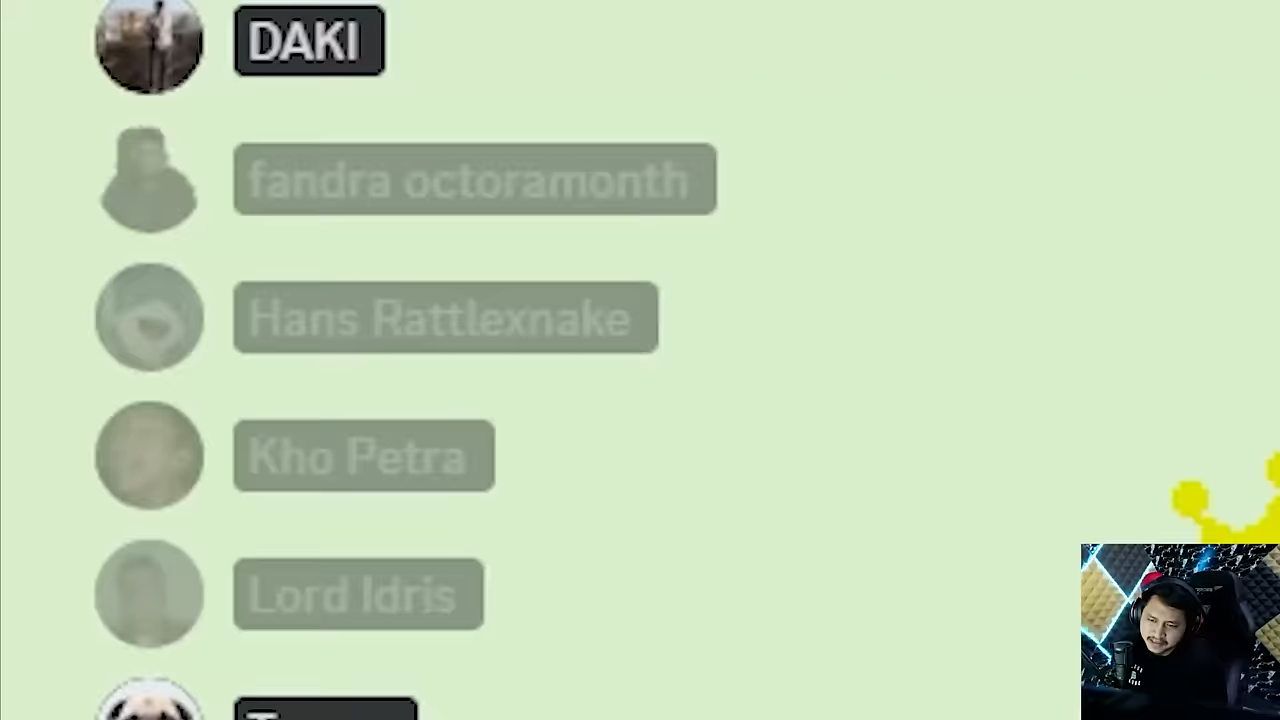 DAKI
fandra octoramonth
Hans Rattlexnake
Kho Petra
Lord Idris